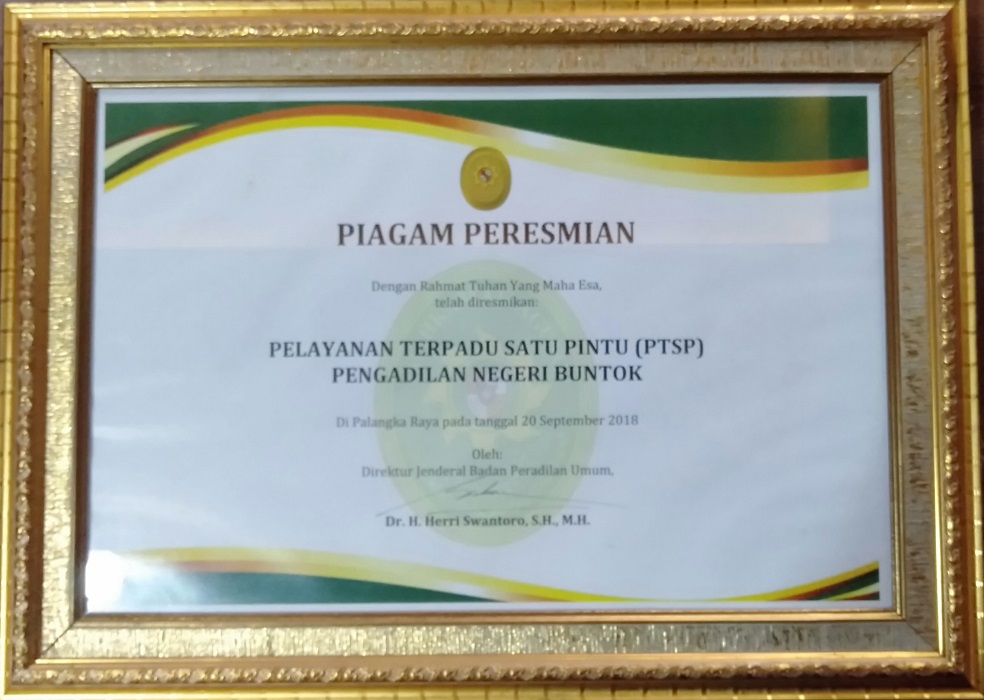 PIAGAM PERESMIAN
Dengan Rahmat Tuhan Yang Maha Esa,
telah diresmikan:
PELAYANAN TERPADU SATU PINTU (PTSP)
PENGADILAN NEGERI BUNTOK
Di Palangka Raya pada tanggal 20 September 2018
Oleh:
Direktur Jenderal Badan Peradilan Umum,
Dr. H. Herri Swantoro, S.H., M.H.